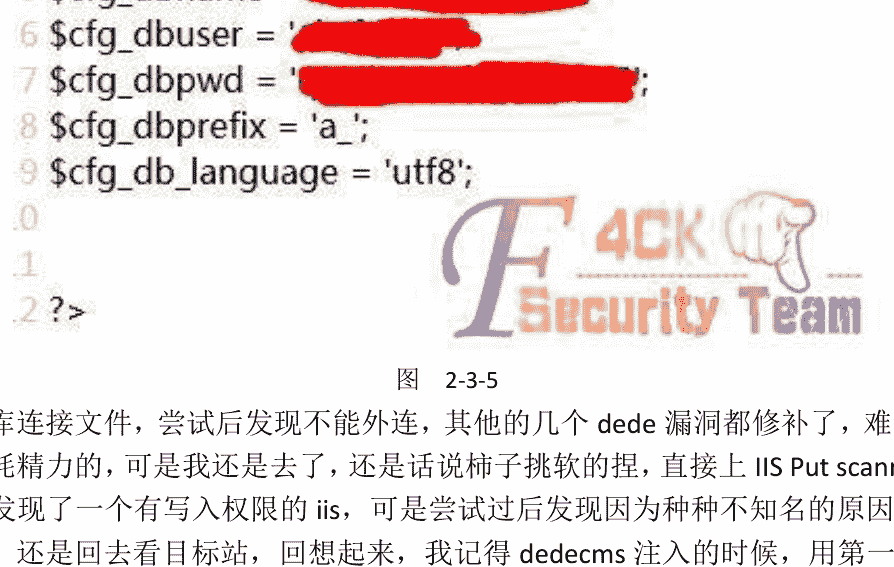 6 $cfg_dbuser = '
7 $cfg_dbpwd = ' ';
8 $cfg_dbprefix = 'a_';
9 $cfg_db_language = 'utf8';
10
11
12 ?>
F4CK
Security Team
图 2-3-5
库连接文件，尝试后发现不能外连，其他的几个 dede 漏洞都修补了，难
耗精力的，可是我还是去了，还是话说柿子挑软的捏，直接上 IIS Put scann
发现了一个有写入权限的 iis，可是尝试过后发现因为种种不知名的原因
还是回去看目标站，回想起来，我记得 dedecms 注入的时候，用第一